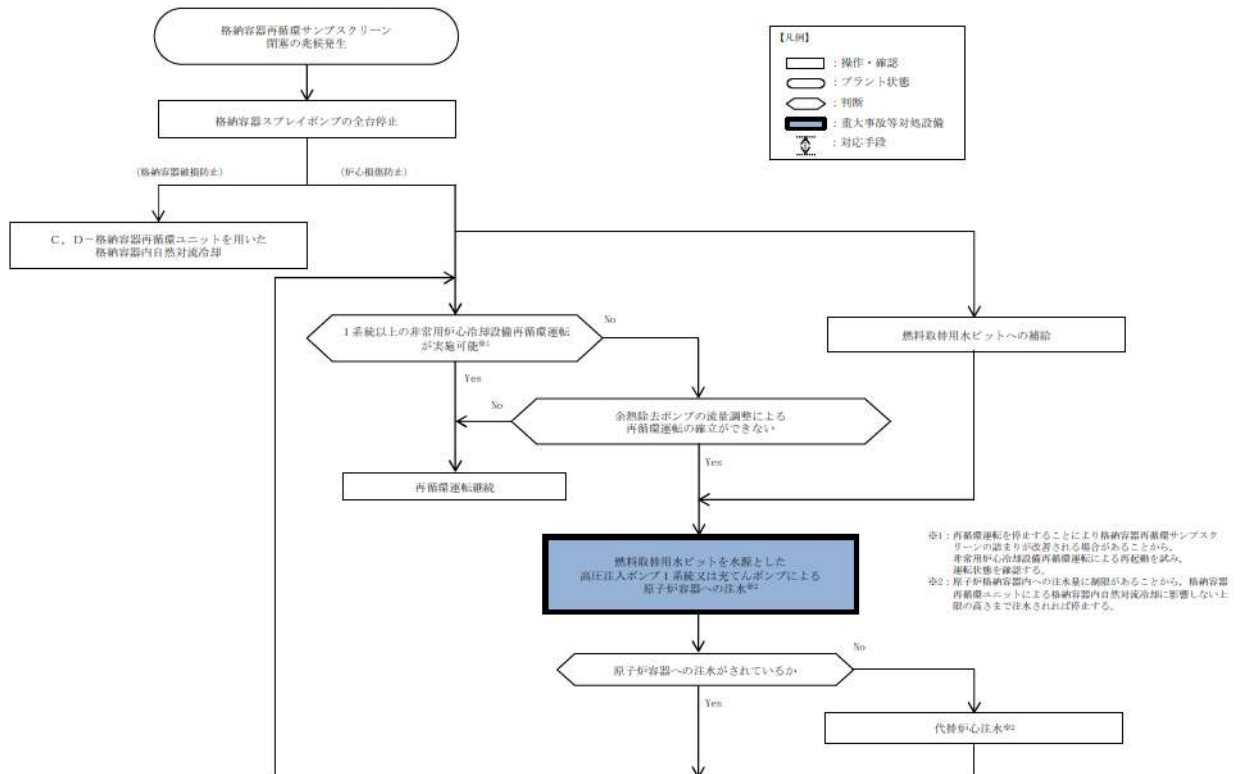 格納容器再循環サンプスクリーン
閉塞の兆候発生
【凡例】
：操作・確認
：プラント状態
：判断
：重大事故等対処設備
：対応手段
格納容器スプレイポンプの全台停止
(格納容器破損防止)
(炉心損傷防止)
C，D－格納容器再循環ユニットを用いた
格納容器内自然対流冷却
1系統以上の非常用炉心冷却設備再循環運転
が実施可能※1
No
Yes
燃料取替用水ピットへの補給
余熱除去ポンプの流量調整による
再循環運転の確立ができない
No
Yes
再循環運転継続
燃料取替用水ピットを水源とした
高圧注入ポンプ1系統又は充てんポンプによる
原子炉容器への注水※2
※1：再循環運転を停止することにより格納容器再循環サンプスク
リーンの詰まりが改善される場合があることから，
非常用炉心冷却設備再循環運転による再起動を試み，
運転状態を確認する。
※2：原子炉格納容器内への注水量に制限があることから，格納容器
再循環ユニットによる格納容器内自然対流冷却に影響しない上
限の高さまで注水されれば停止する。
原子炉容器への注水がされているか
No
Yes
代替炉心注水※2